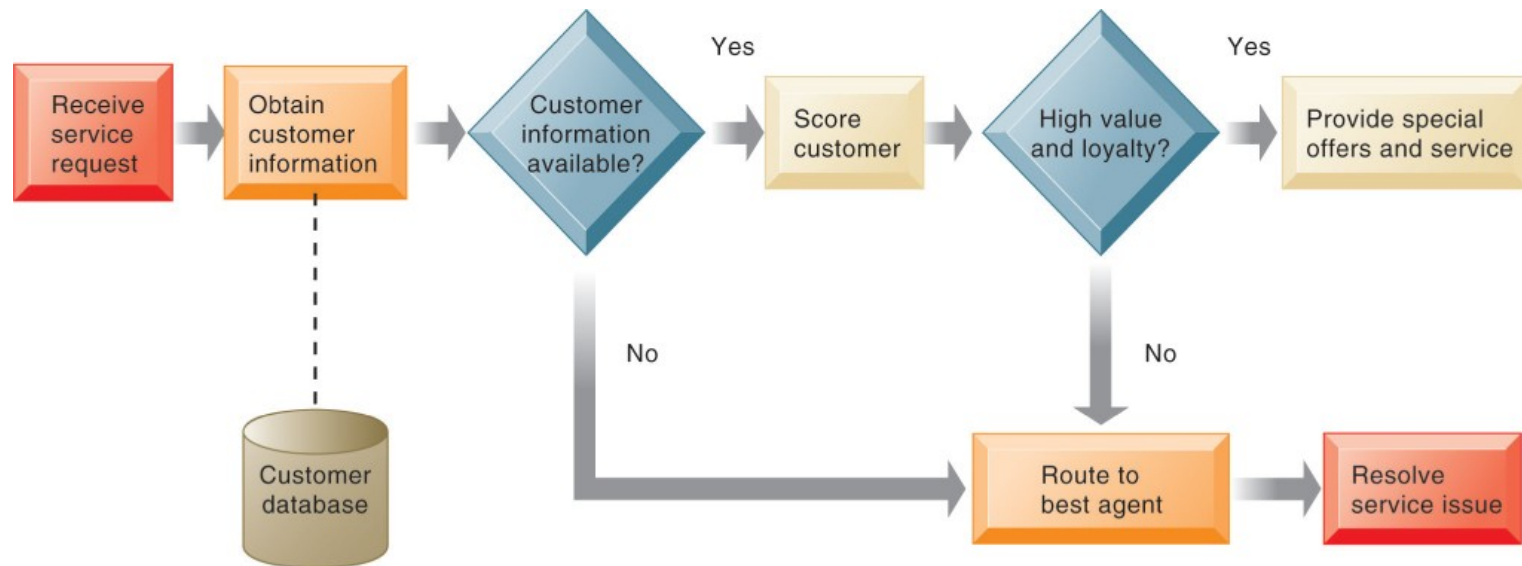 Receive
service
request
Obtain
customer
information
Customer
information
available?
Yes
Score
customer
High value
and loyalty?
Yes
Provide special
offers and service
No
No
Customer
database
Route to
best agent
Resolve
service issue